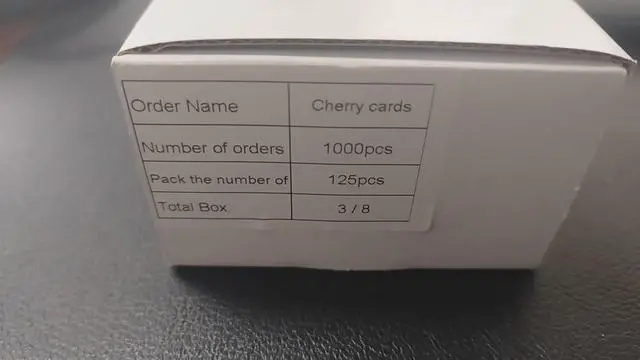 Order Name Cherry cards
Number of orders 1000pcs
Pack the number of 125pcs
Total Box 3 / 8